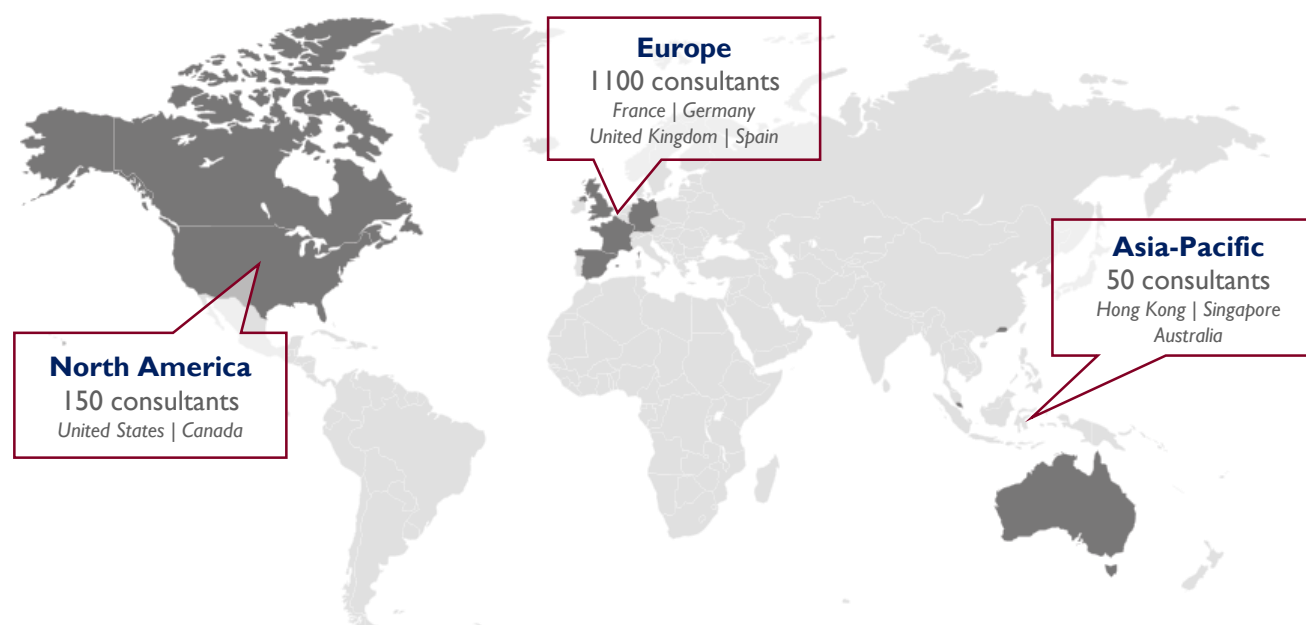 Europe
1100 consultants
France | Germany
United Kingdom | Spain
Asia-Pacific
50 consultants
Hong Kong | Singapore
Australia
North America
150 consultants
United States | Canada